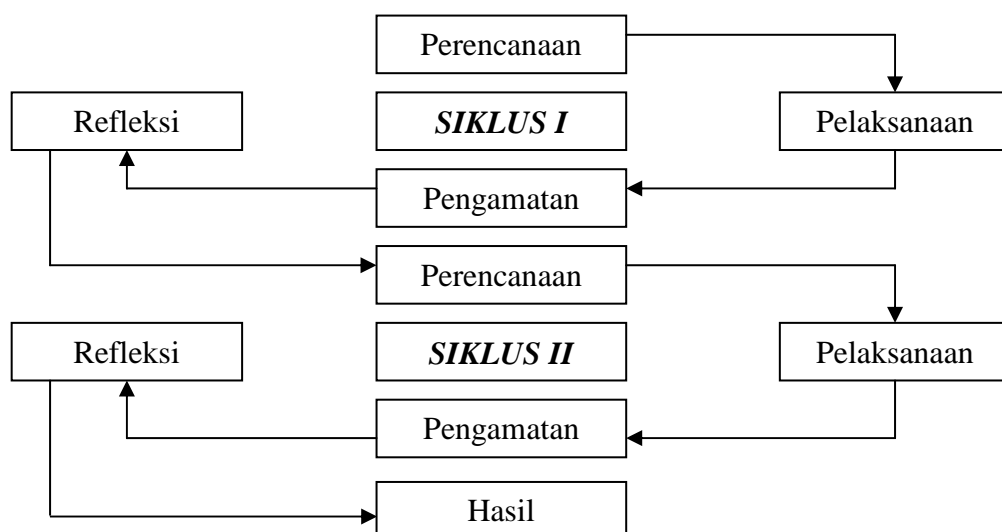 Perencanaan
Refleksi
SIKLUS I
Pelaksanaan
Pengamatan
Perencanaan
Refleksi
SIKLUS II
Pelaksanaan
Pengamatan
Hasil